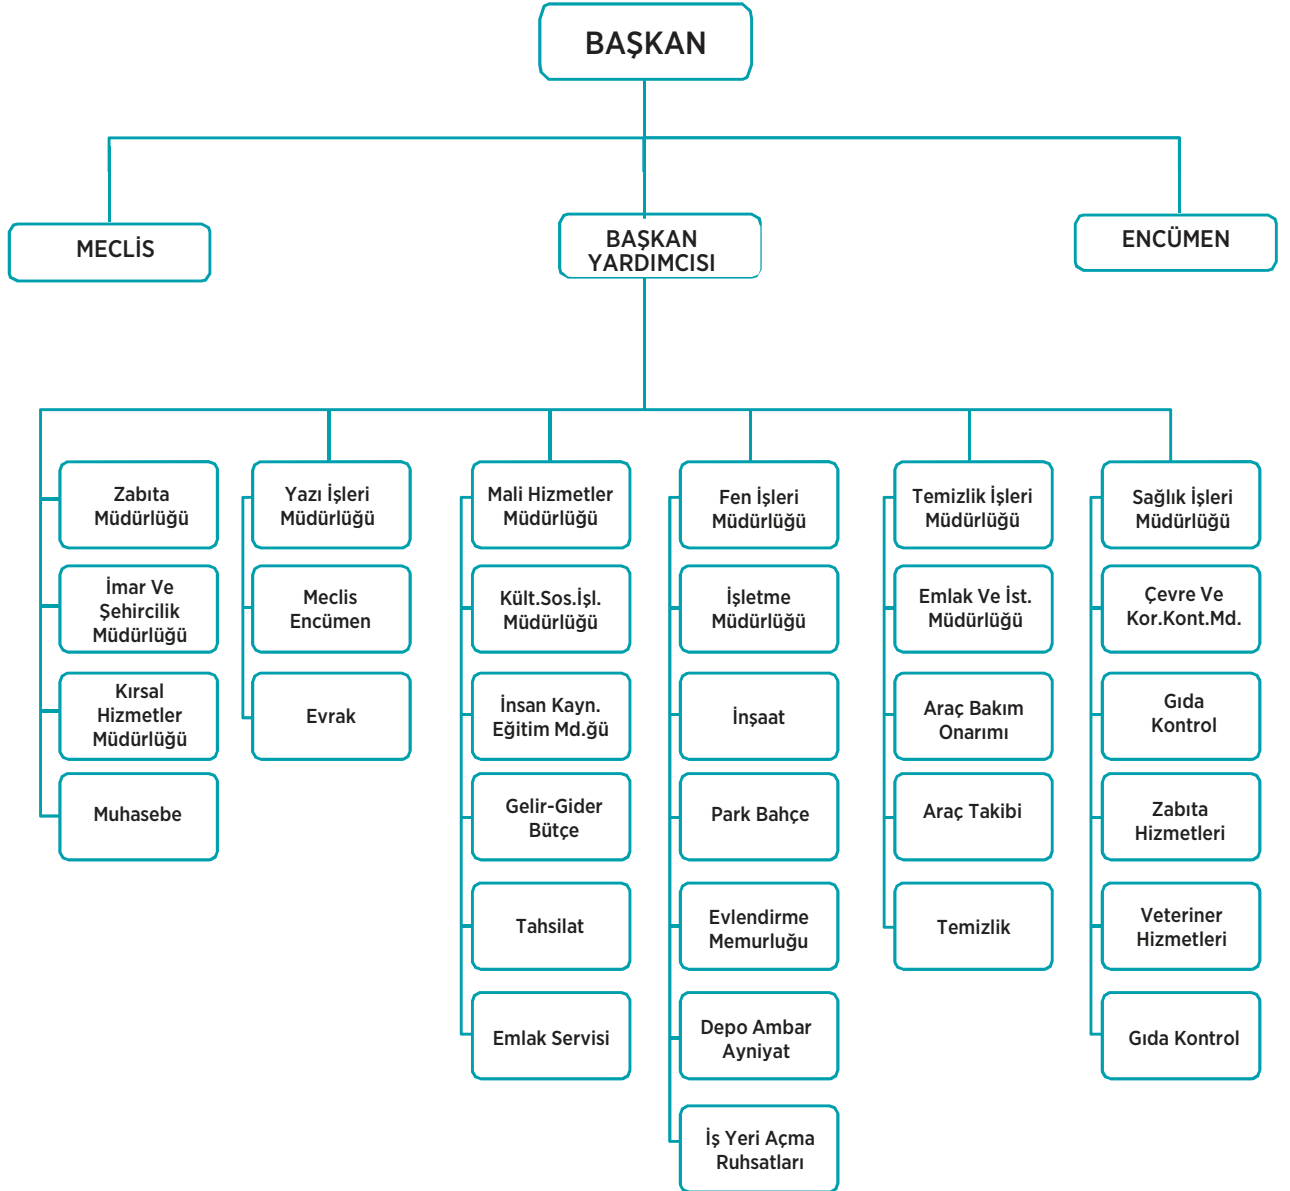 BAŞKAN
MECLİS
BAŞKAN
YARDIMCISI
ENCÜMEN
Zabıta
Müdürlüğü
İmar Ve
Şehircilik
Müdürlüğü
Kırsal
Hizmetler
Müdürlüğü
Muhasebe
Yazı İşleri
Müdürlüğü
Meclis
Encümen
Evrak
Mali Hizmetler
Müdürlüğü
Kült.Sos.İşl.
Müdürlüğü
İnsan Kayn.
Eğitim Md.ğü
Gelir-Gider
Bütçe
Tahsilat
Emlak Servisi
Fen İşleri
Müdürlüğü
İşletme
Müdürlüğü
İnşaat
Park Bahçe
Evlendirme
Memurluğu
Depo Ambar
Ayniyat
İş Yeri Açma
Ruhsatları
Temizlik İşleri
Müdürlüğü
Emlak Ve İst.
Müdürlüğü
Araç Bakım
Onarımı
Araç Takibi
Temizlik
Sağlık İşleri
Müdürlüğü
Çevre Ve
Kor.Kont.Md.
Gıda
Kontrol
Zabıta
Hizmetleri
Veteriner
Hizmetleri
Gıda Kontrol